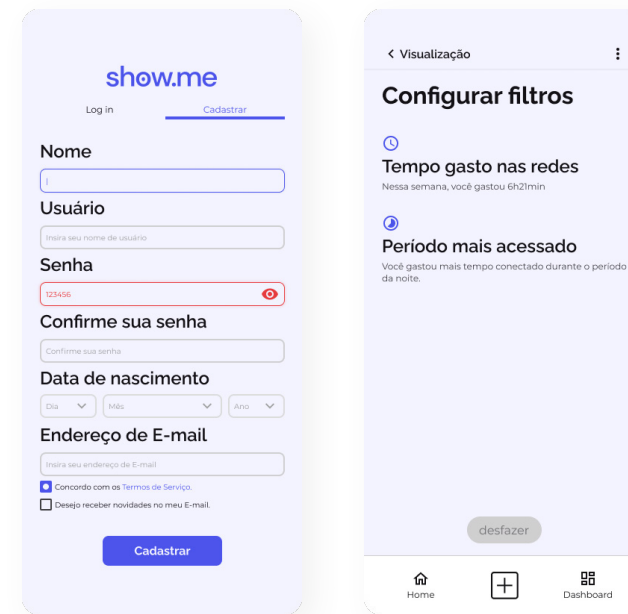 show.me
Log in
Cadastrar
Nome
Usuário
Insira seu nome de usuário
Senha
123456
Confirme sua senha
Confirme sua senha
Data de nascimento
Dia
Mês
Ano
Endereço de E-mail
Insira seu endereço de E-mail
Concordo com os Termos de Serviço.
Desejo receber novidades no meu E-mail.
Cadastrar
< Visualização
Configurar filtros
Tempo gasto nas redes
Nessa semana, você gastou 6h21min
Período mais acessado
Você gastou mais tempo conectado durante o período
da noite.
desfazer
Home
Dashboard